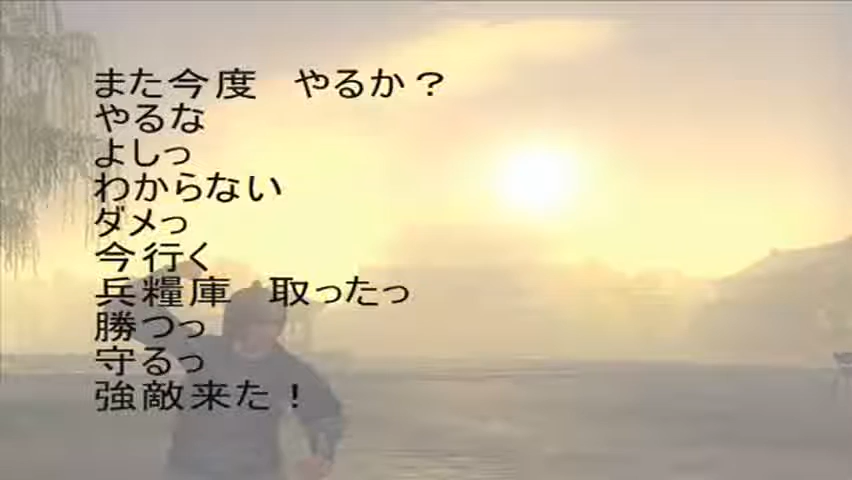 また今度　やるか？
やるな
よしっ
わからない
ダメっ
今行く
兵糧庫　取ったっ
勝つっ
守るっ
強敵来た！